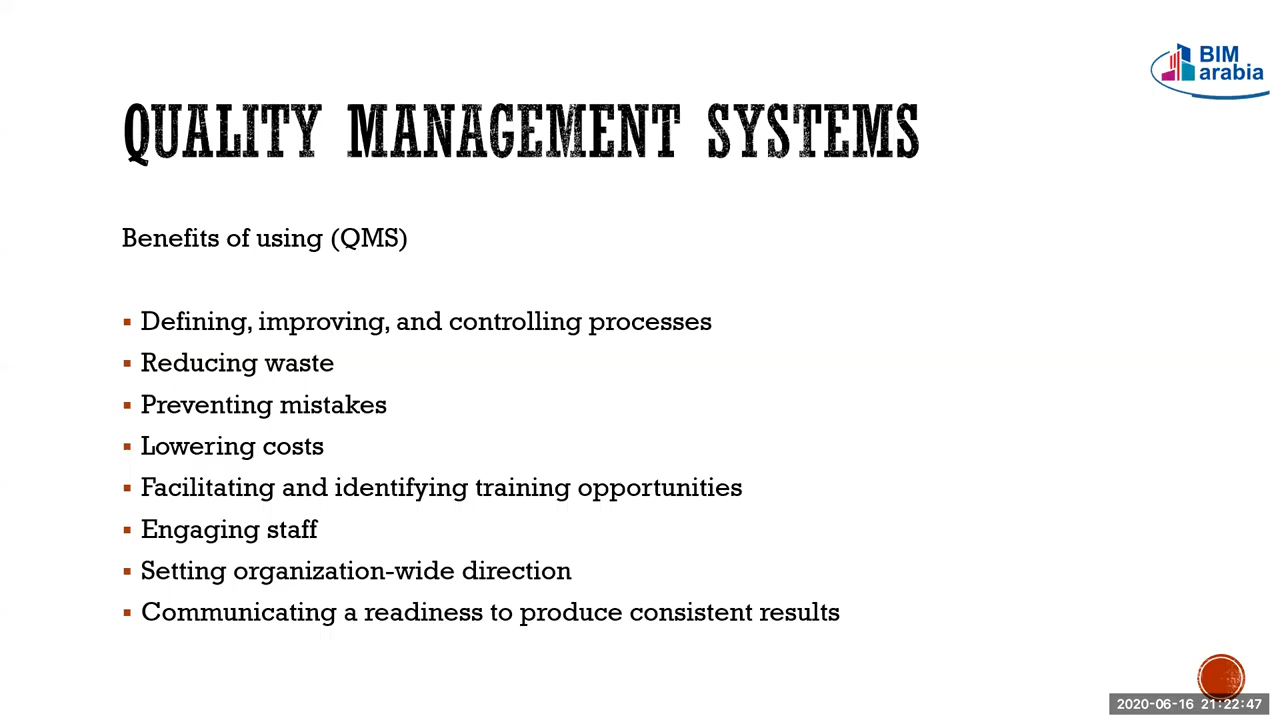 BIM
arabia
QUALITY MANAGEMENT SYSTEMS
Benefits of using (QMS)
▪ Defining, improving, and controlling processes
▪ Reducing waste
▪ Preventing mistakes
▪ Lowering costs
▪ Facilitating and identifying training opportunities
▪ Engaging staff
▪ Setting organization-wide direction
▪ Communicating a readiness to produce consistent results
2020-06-16 21:22:47